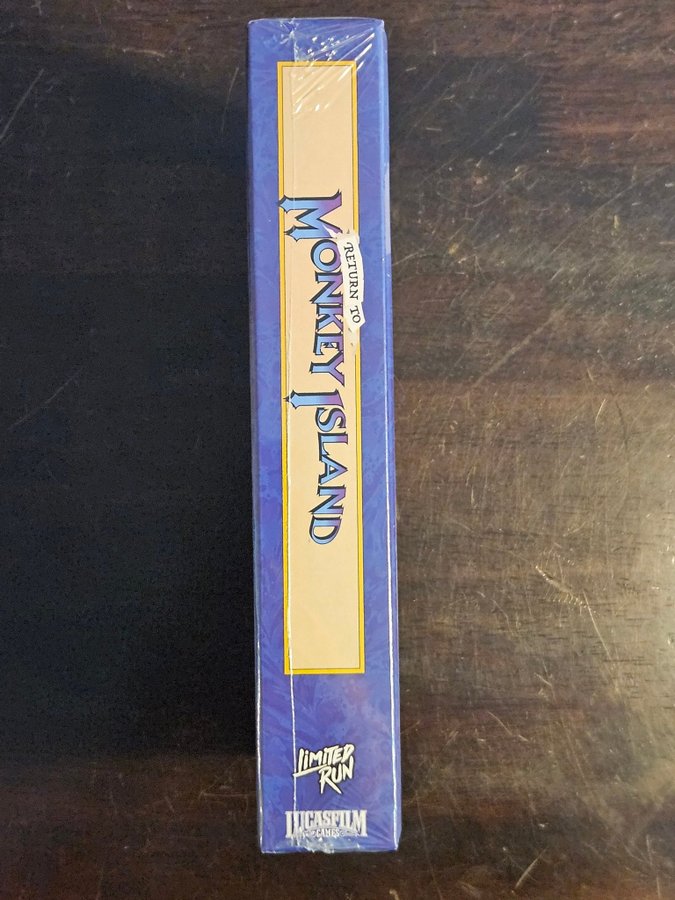 RETURN TO
MONKEY ISLAND
LIMITED
RUN
LUCASFILM
GAMES